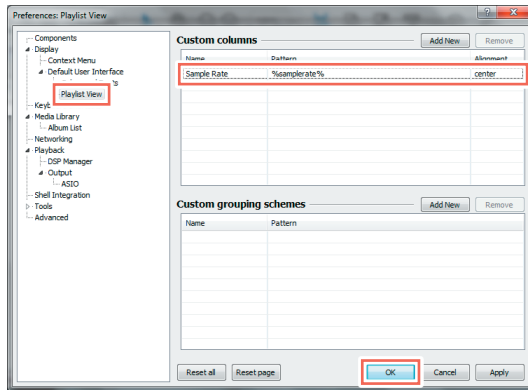 Preferences: Playlist View
Components
Display
Context Menu
Default User Interface
Playlist View
Media Library
Album List
Networking
Playback
DSP Manager
Output
ASIO
Shell Integration
Tools
Advanced
Custom columns
Add New
Remove
Name Pattern Alignment
Sample Rate %samplerate% center
Custom grouping schemes
Add New
Remove
Name Pattern
Reset all
Reset page
OK
Cancel
Apply